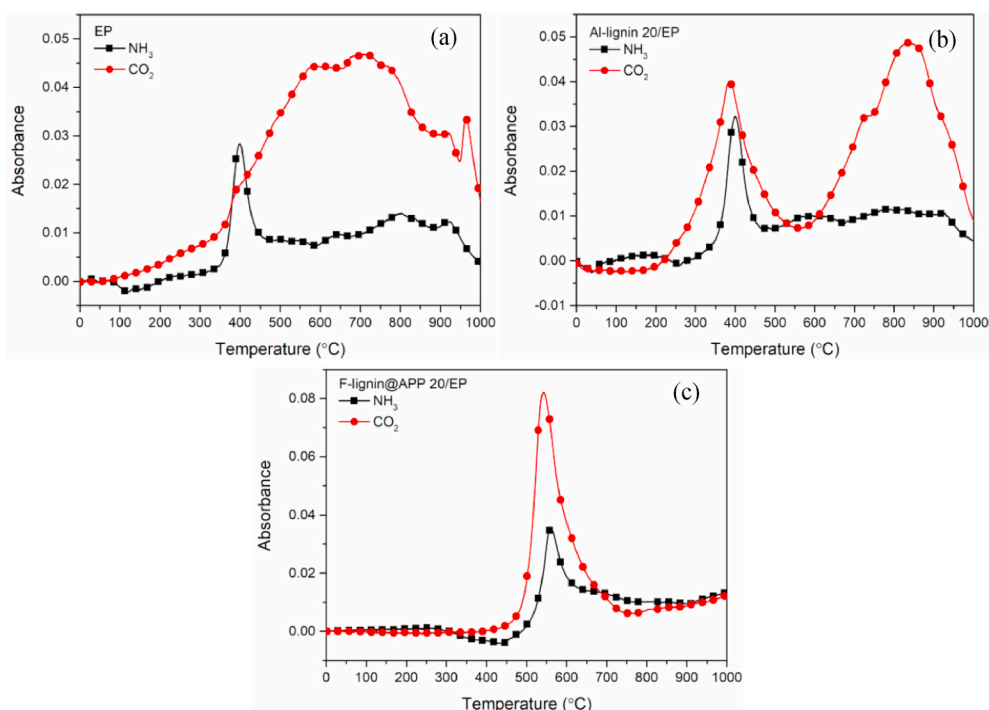 EP
NH3
CO2
(a)
Absorbance
0.05
0.04
0.03
0.02
0.01
0.00
0 100 200 300 400 500 600 700 800 900 1000
Temperature (°C)
Al-lignin 20/EP
NH3
CO2
(b)
Absorbance
0.05
0.04
0.03
0.02
0.01
0.00
-0.01
0 100 200 300 400 500 600 700 800 900 1000
Temperature (°C)
F-lignin@APP 20/EP
NH3
CO2
(c)
Absorbance
0.08
0.06
0.04
0.02
0.00
0 100 200 300 400 500 600 700 800 900 1000
Temperature (°C)